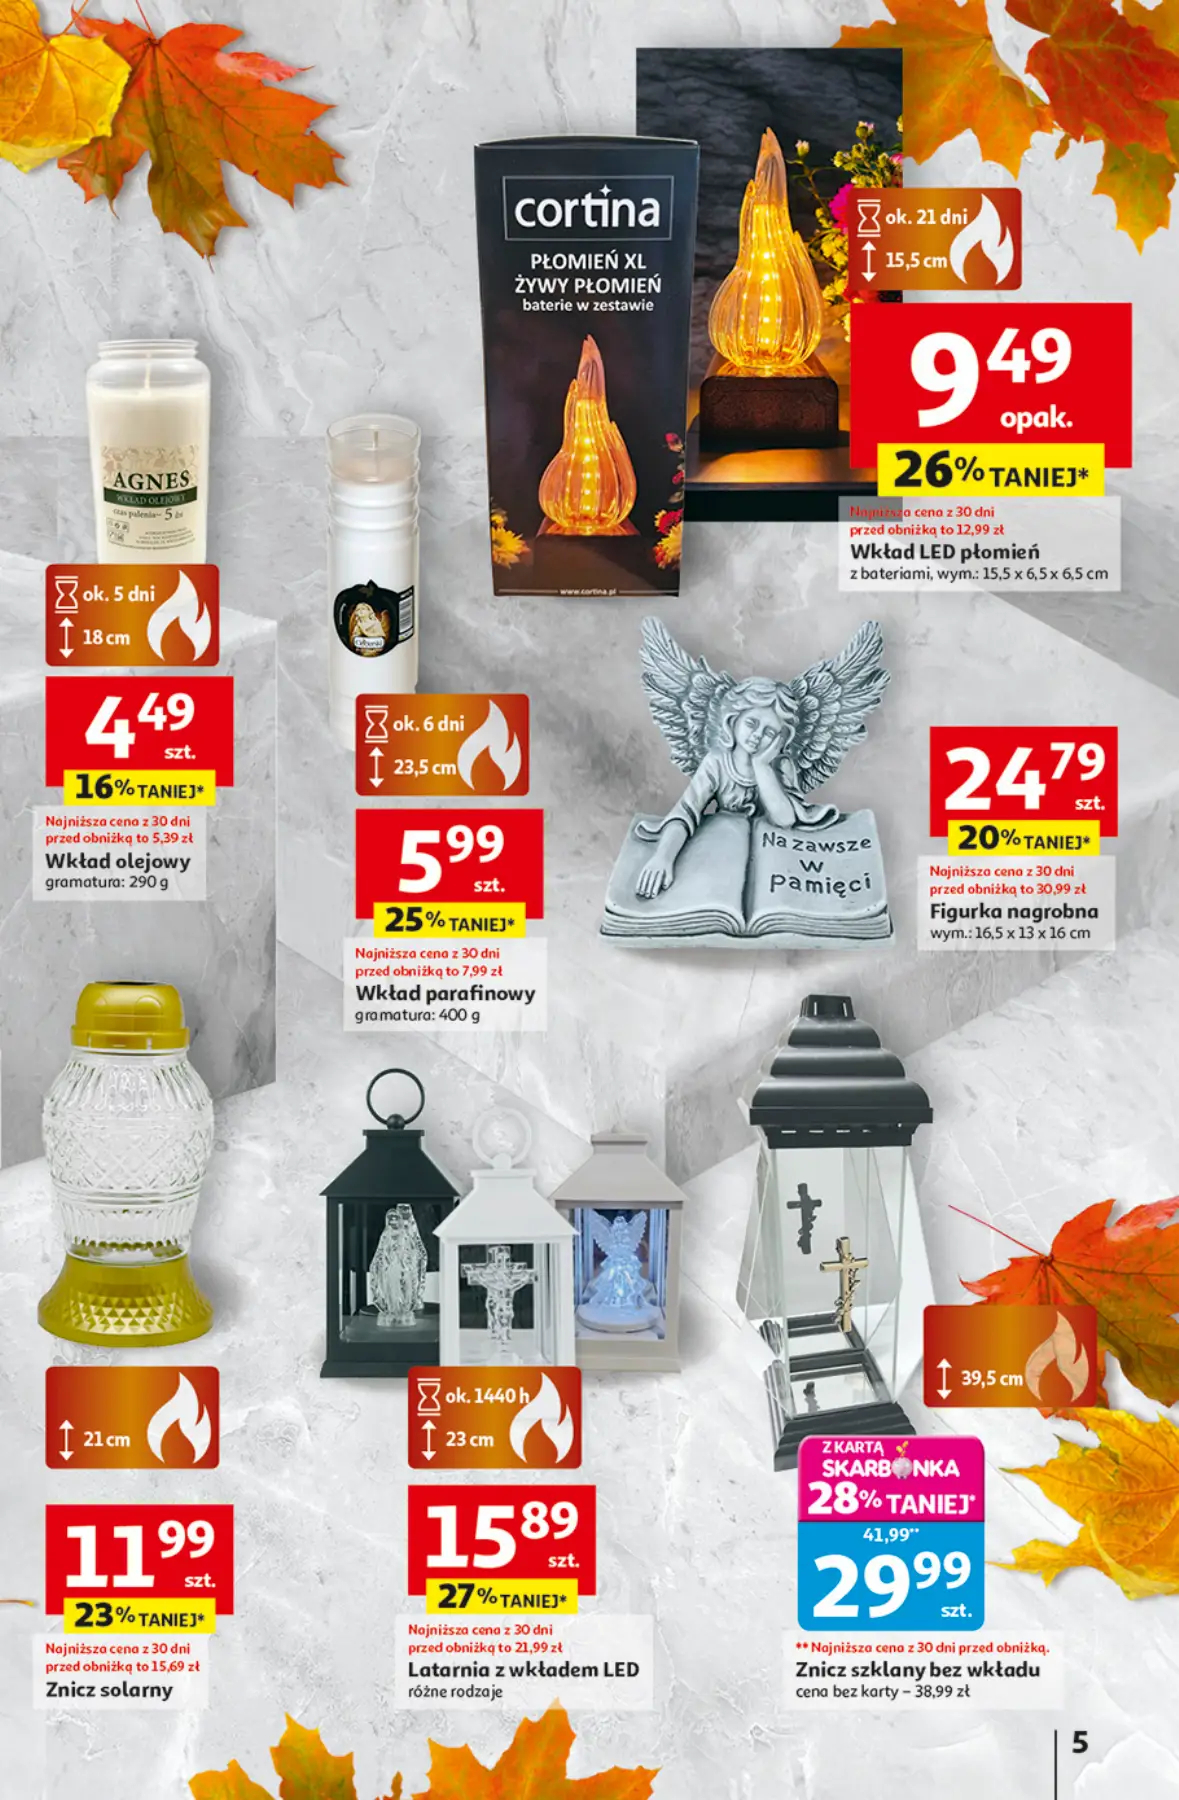 cortina
PŁOMIEŃ XL
ŻYWY PŁOMIEŃ
baterie w zestawie
www.cortina.pl
ok. 21 dni
15,5 cm
9 49
opak.
26% TANIEJ*
Najniższa cena z 30 dni
przed obniżką to 12,99 zł
Wkład LED płomień
z bateriami, wym.: 15,5 x 6,5 x 6,5 cm
AGNES
WKŁAD OLEJOWY
czas palenia~ 5 dni
ok. 5 dni
18 cm
4 49
szt.
16% TANIEJ*
Najniższa cena z 30 dni
przed obniżką to 5,39 zł
Wkład olejowy
gramatura: 290 g
ok. 6 dni
23,5 cm
5 99
szt.
25% TANIEJ*
Najniższa cena z 30 dni
przed obniżką to 7,99 zł
Wkład parafinowy
gramatura: 400 g
Na zawsze
w
pamięci
24 79
szt.
20% TANIEJ*
Najniższa cena z 30 dni
przed obniżką to 30,99 zł
Figurka nagrobna
wym.: 16,5 x 13 x 16 cm
21 cm
11 99
szt.
23% TANIEJ*
Najniższa cena z 30 dni
przed obniżką to 15,69 zł
Znicz solarny
ok. 1440 h
23 cm
15 89
szt.
27% TANIEJ*
Najniższa cena z 30 dni
przed obniżką to 21,99 zł
Latarnia z wkładem LED
różne rodzaje
39,5 cm
Z KARTĄ
SKARBONKA
28% TANIEJ*
41,99**
29 99
szt.
** Najniższa cena z 30 dni przed obniżką.
Znicz szklany bez wkładu
cena bez karty – 38,99 zł
5